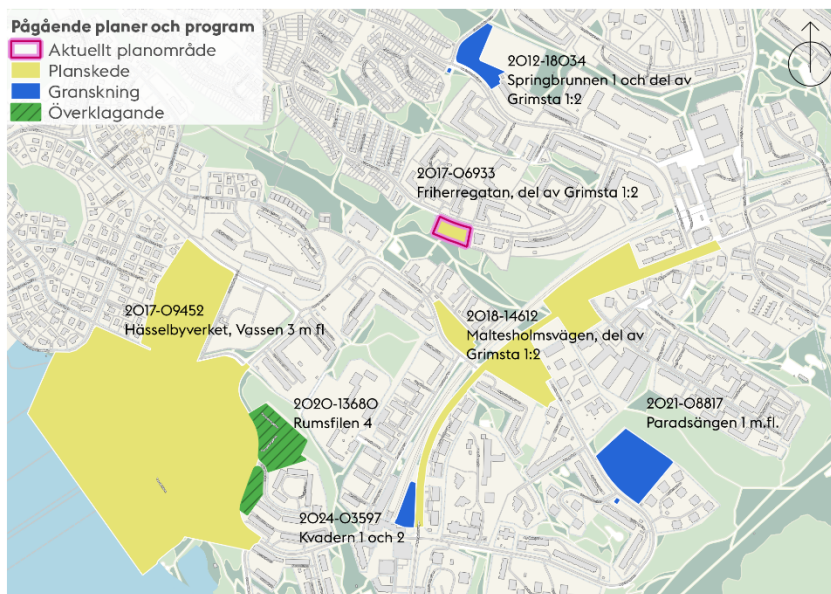 Pågående planer och program
Aktuellt planområde
Planskede
Granskning
Överklagande
2012-18034
Springbrunnen 1 och del av
Grimsta 1:2
2017-06933
Friherregatan, del av Grimsta 1:2
2017-09452
Hässelbyverket, Vassen 3 m fl
2018-14612
Maltesholmsvägen, del av
Grimsta 1:2
2020-13680
Rumsfilen 4
2021-08817
Paradsängen 1 m.fl.
2024-03597
Kvadern 1 och 2